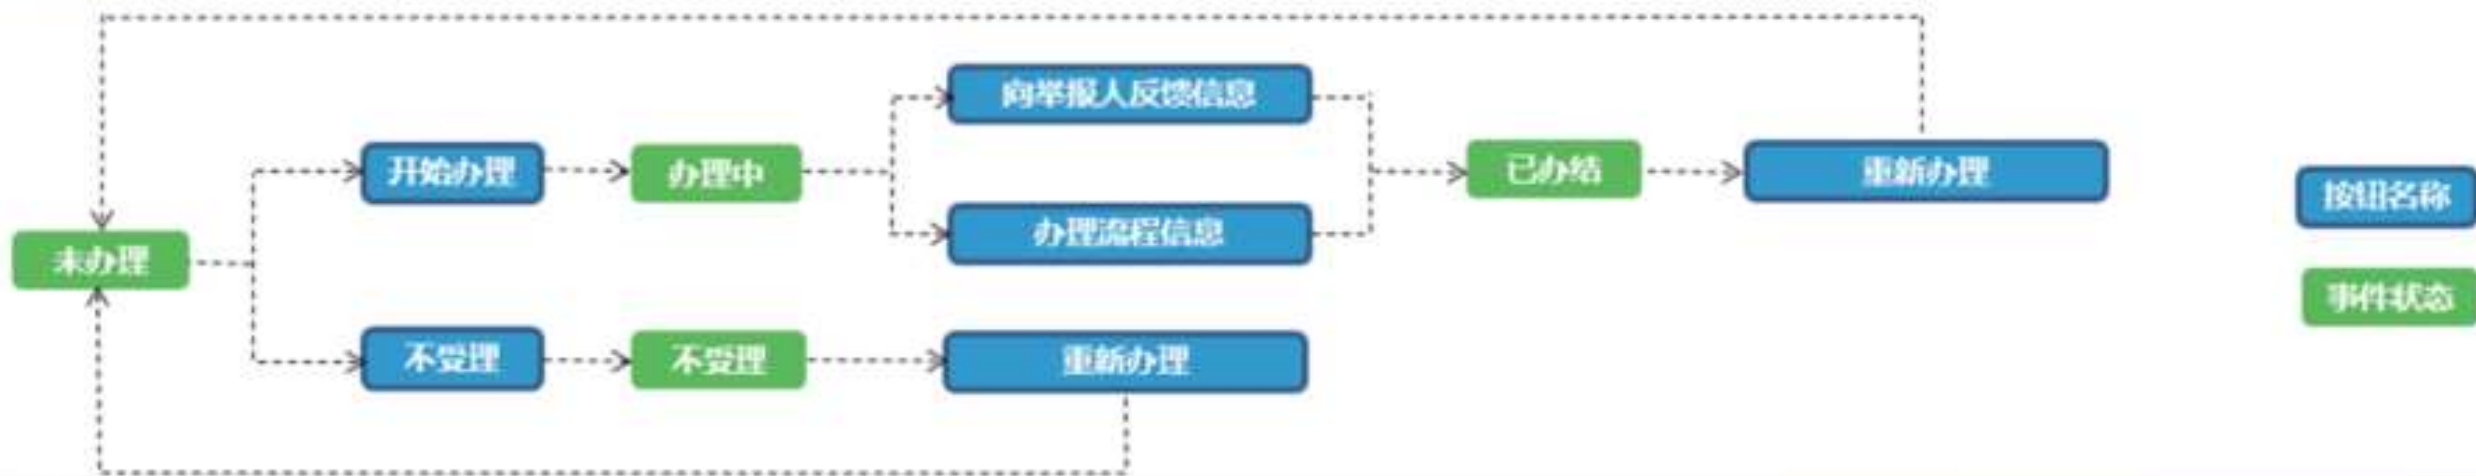 向举报人反馈信息
开始办理
办理中
已办结
重新办理
按钮名称
办理流程信息
未办理
事件状态
不受理
不受理
重新办理